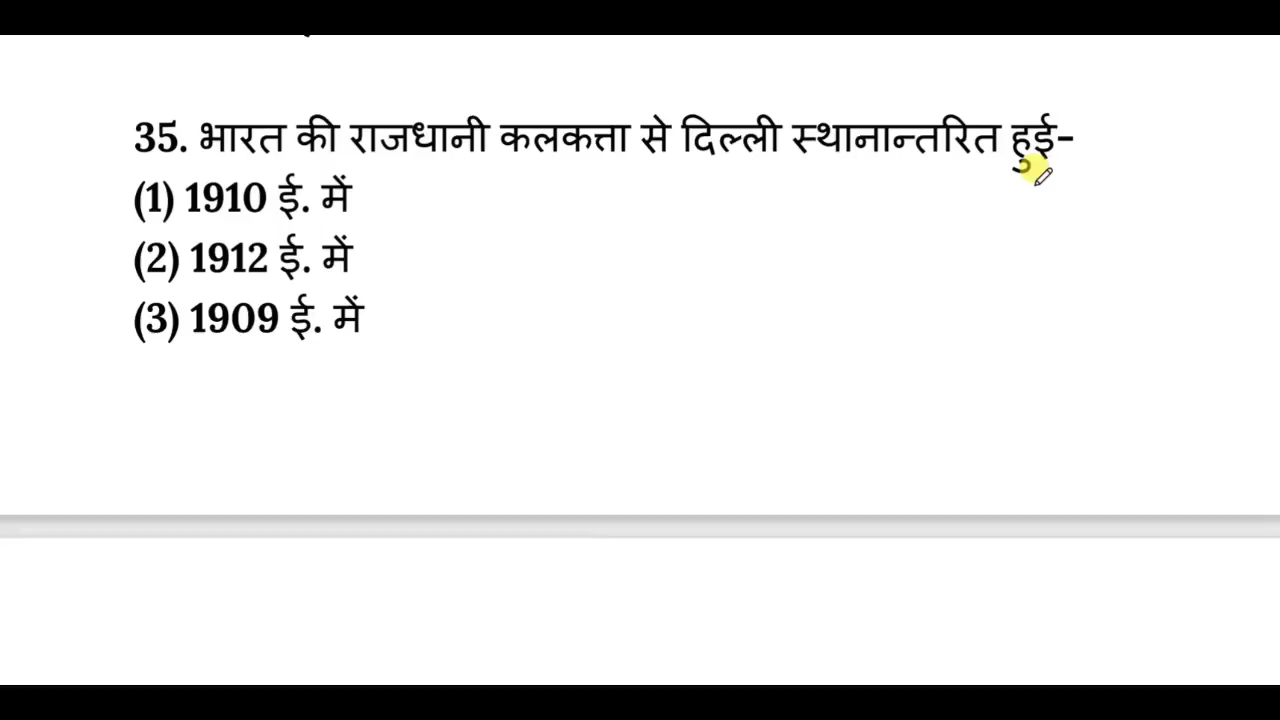 35. भारत की राजधानी कलकत्ता से दिल्ली स्थानान्तरित हुई-
(1) 1910 ई. में
(2) 1912 ई. में
(3) 1909 ई. में